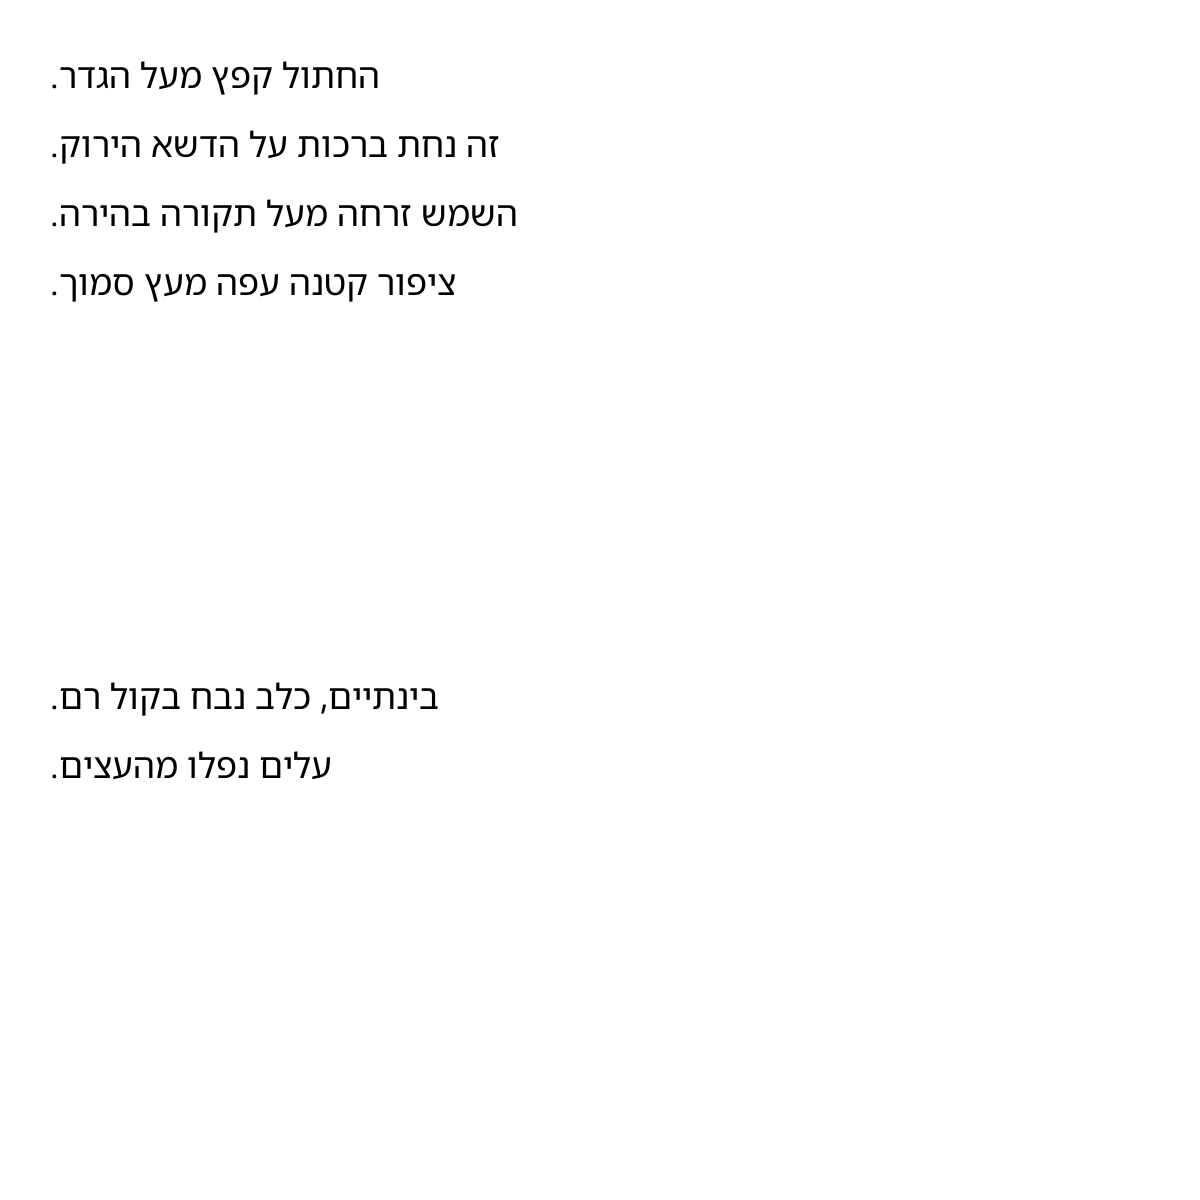 החתול קפץ מעל הגדר.
זה נחת ברכות על הדשא הירוק.
השמש זרחה מעל תקורה בהירה.
ציפור קטנה עפה מעץ סמוך.
בינתיים, כלב נבח בקול רם.
עלים נפלו מהעצים.